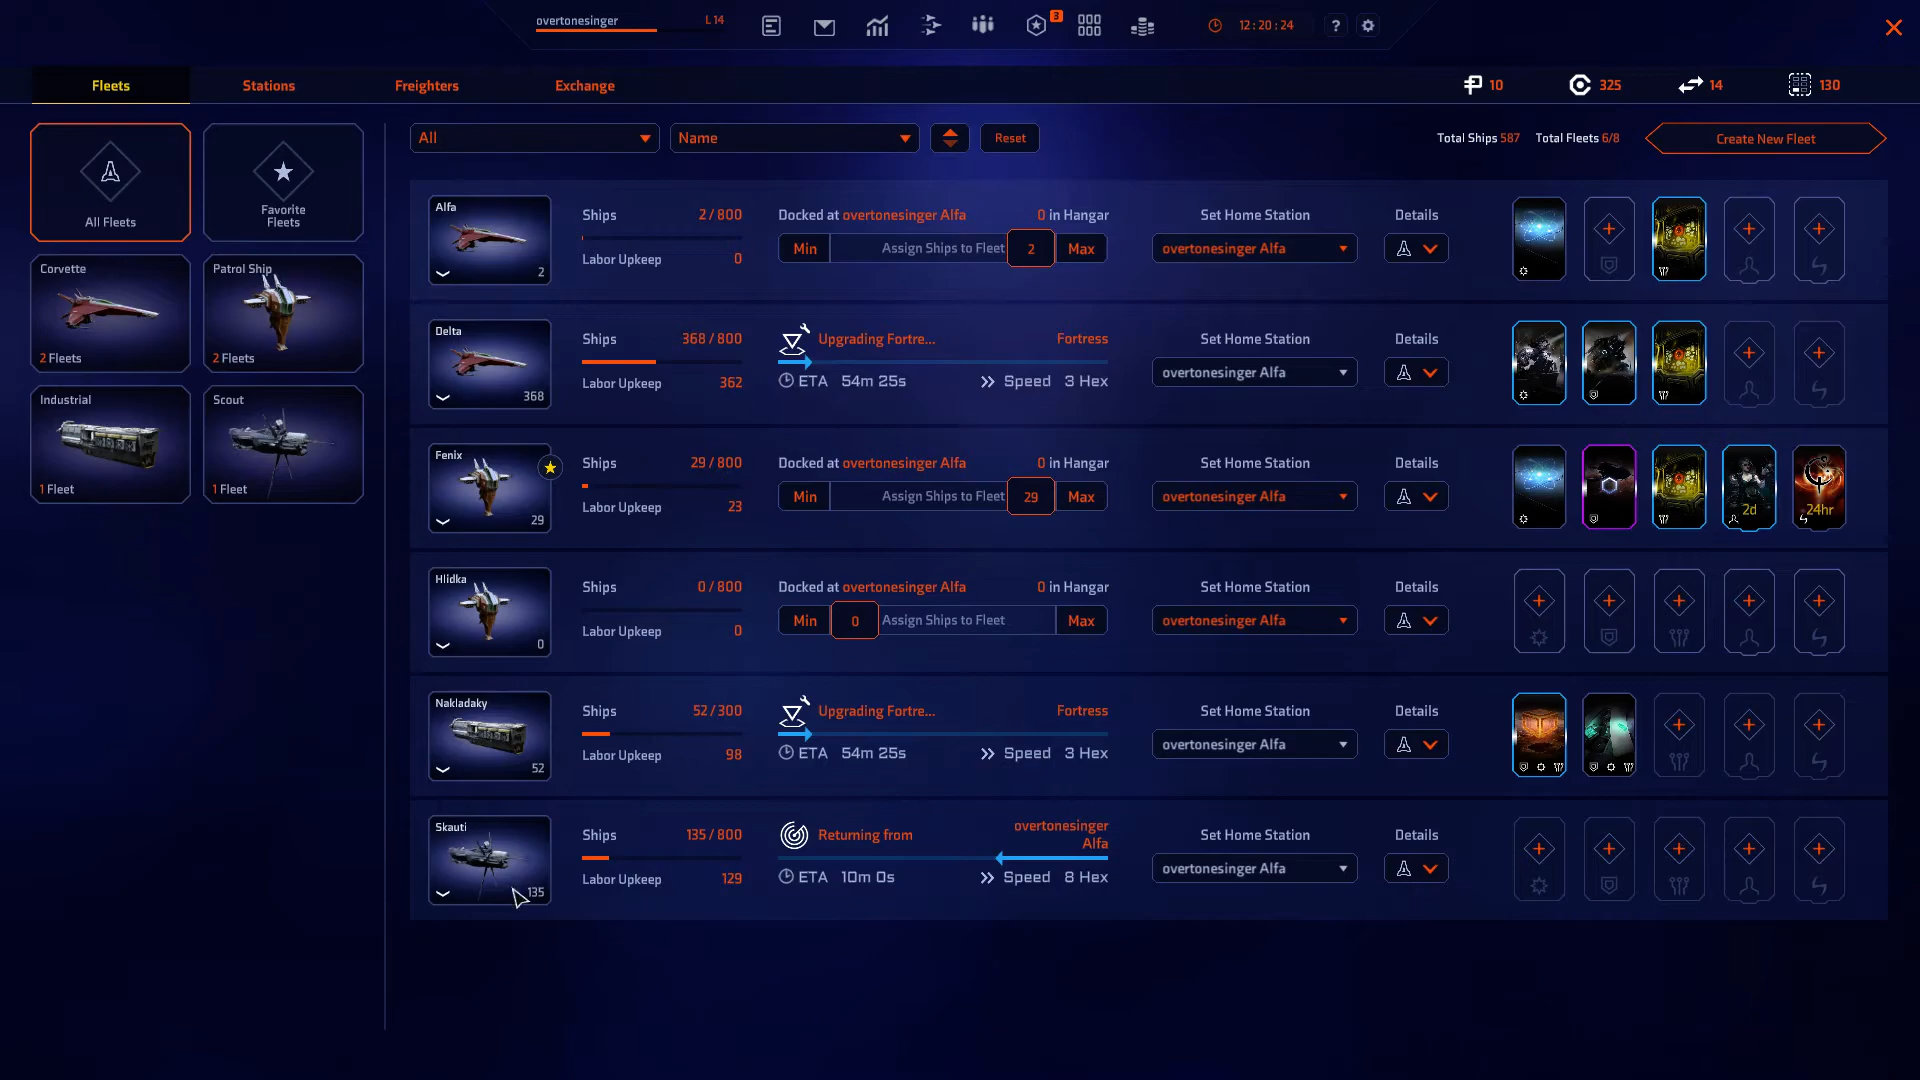 overtonesinger L 14
3
12:20:24 ?
Fleets Stations Freighters Exchange
10 325 14 130
All Fleets
Favorite
Fleets
Corvette
2 Fleets
Patrol Ship
2 Fleets
Industrial
1 Fleet
Scout
1 Fleet
All Name Reset
Total Ships 587 Total Fleets 6/8 Create New Fleet
Alfa
2
Ships 2/800
Labor Upkeep 0
Docked at overtonesinger Alfa 0 in Hangar
Min Assign Ships to Fleet 2 Max
Set Home Station
overtonesinger Alfa
Details
Delta
368
Ships 368/800
Labor Upkeep 362
Upgrading Fortre... Fortress
ETA 54m 25s Speed 3 Hex
Set Home Station
overtonesinger Alfa
Details
Fenix
29
Ships 29/800
Labor Upkeep 23
Docked at overtonesinger Alfa 0 in Hangar
Min Assign Ships to Fleet 29 Max
Set Home Station
overtonesinger Alfa
Details
2d 24hr
Hlidka
0
Ships 0/800
Labor Upkeep 0
Docked at overtonesinger Alfa 0 in Hangar
Min 0 Assign Ships to Fleet Max
Set Home Station
overtonesinger Alfa
Details
Nakladaky
52
Ships 52/300
Labor Upkeep 98
Upgrading Fortre... Fortress
ETA 54m 25s Speed 3 Hex
Set Home Station
overtonesinger Alfa
Details
Skauti
135
Ships 135/800
Labor Upkeep 129
Returning from overtonesinger
Alfa
ETA 10m 0s Speed 8 Hex
Set Home Station
overtonesinger Alfa
Details